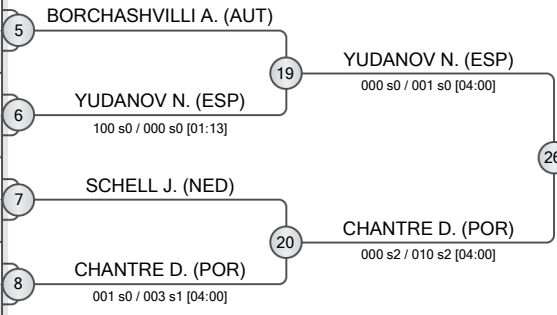 5
BORCHASHVILLI A. (AUT)
19
YUDANOV N. (ESP)
000 s0 / 001 s0 [04:00]
6
YUDANOV N. (ESP)
100 s0 / 000 s0 [01:13]
26
7
SCHELL J. (NED)
20
CHANTRE D. (POR)
000 s2 / 010 s2 [04:00]
8
CHANTRE D. (POR)
001 s0 / 003 s1 [04:00]